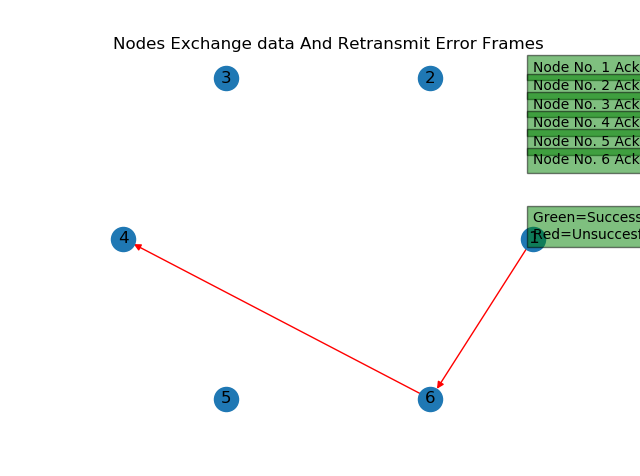 Nodes Exchange data And Retransmit Error Frames
3
2
Node No. 1 Ack
Node No. 2 Ack
Node No. 3 Ack
Node No. 4 Ack
Node No. 5 Ack
Node No. 6 Ack
Green=Success
Red=Unsuccesf
4
1
5
6